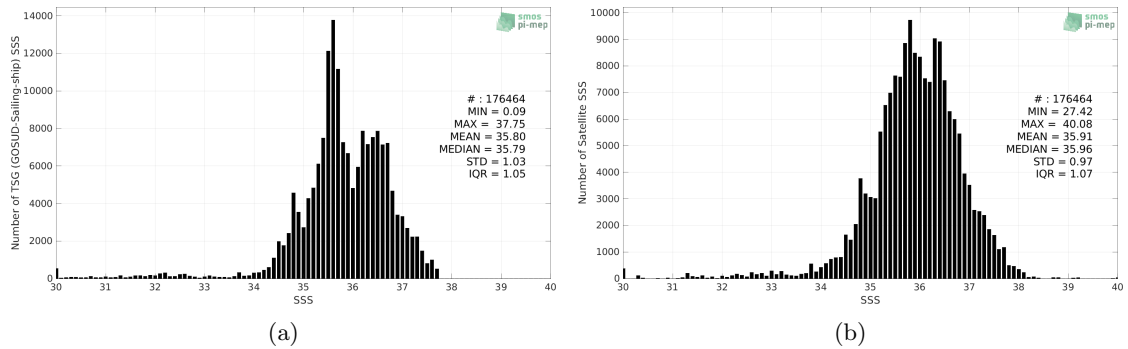 smos
pi-mep
14000
12000
10000
8000
6000
4000
2000
0
Number of TSG (GOSUD-Sailing-ship) SSS
# : 176464
MIN = 0.09
MAX = 37.75
MEAN = 35.80
MEDIAN = 35.79
STD = 1.03
IQR = 1.05
30 31 32 33 34 35 36 37 38 39 40
SSS
(a)
smos
pi-mep
10000
9000
8000
7000
6000
5000
4000
3000
2000
1000
0
Number of Satellite SSS
# : 176464
MIN = 27.42
MAX = 40.08
MEAN = 35.91
MEDIAN = 35.96
STD = 0.97
IQR = 1.07
30 31 32 33 34 35 36 37 38 39 40
SSS
(b)